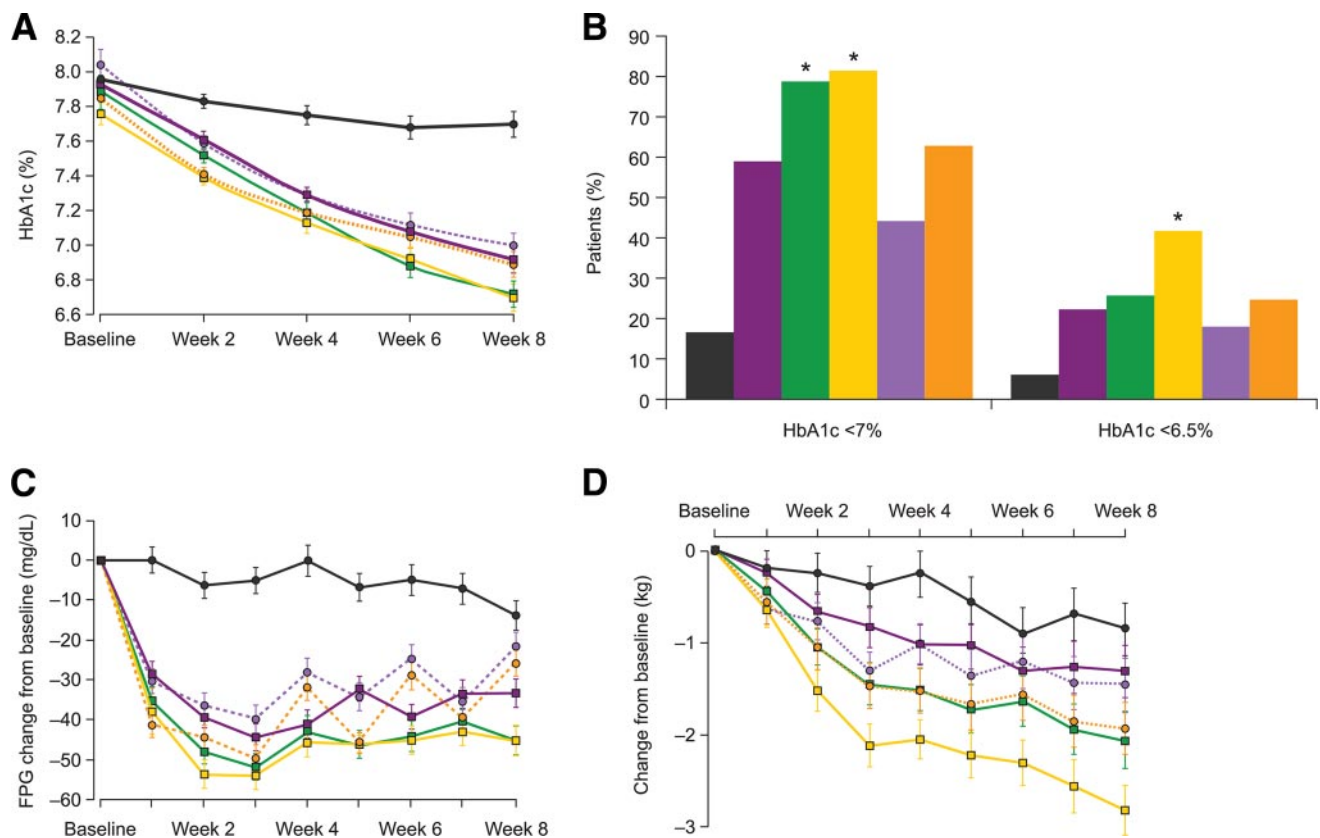 A
HbA1c (%)
8.2
8.0
7.8
7.6
7.4
7.2
7.0
6.8
6.6
Baseline Week 2 Week 4 Week 6 Week 8
B
Patients (%)
90
80
70
60
50
40
30
20
10
0
* *
*
HbA1c <7% HbA1c <6.5%
C
FPG change from baseline (mg/dL)
10
0
–10
–20
–30
–40
–50
–60
Baseline Week 2 Week 4 Week 6 Week 8
D
Baseline Week 2 Week 4 Week 6 Week 8
Change from baseline (kg)
0
–1
–2
–3